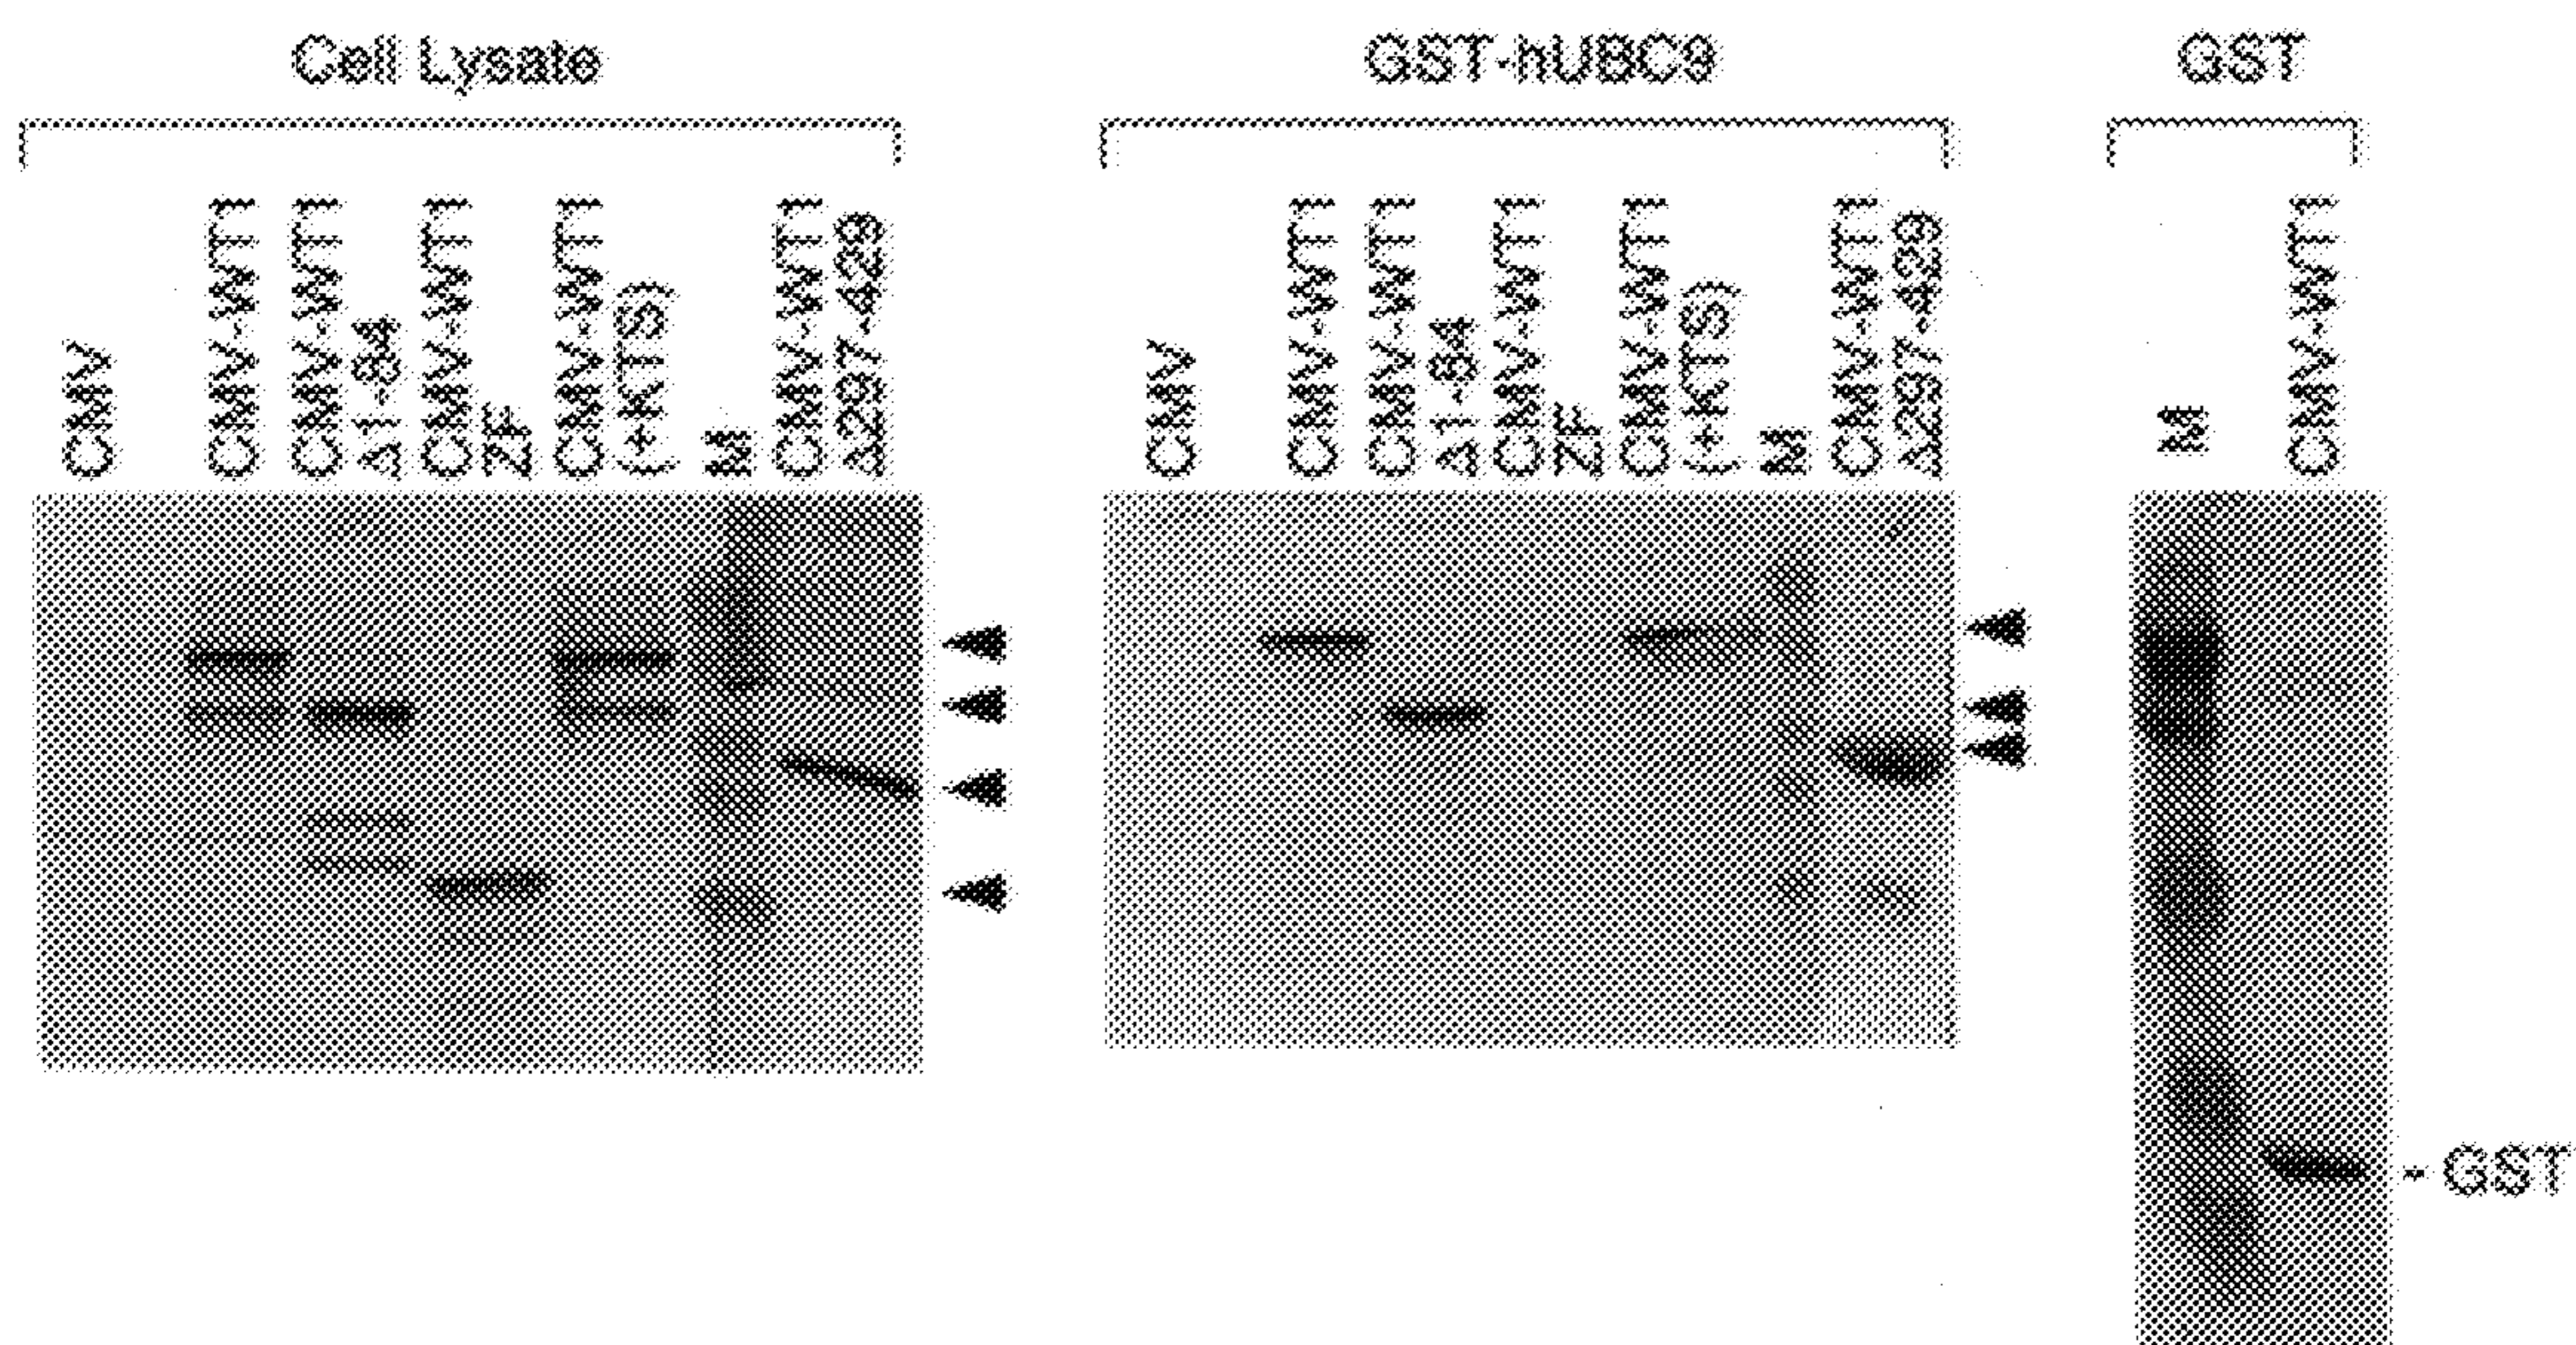 Cell Lysate
GST-hUBC9
GST
CMV
CMV-WT1
CMV-WT1
Δ1-84
CMV-WT1
ZF
CMV-WT1
(+KTS)
M
CMV-WT1
Δ297-429
CMV
CMV-WT1
CMV-WT1
Δ1-84
CMV-WT1
ZF
CMV-WT1
(+KTS)
M
CMV-WT1
Δ297-429
M
CMV-WT1
- GST